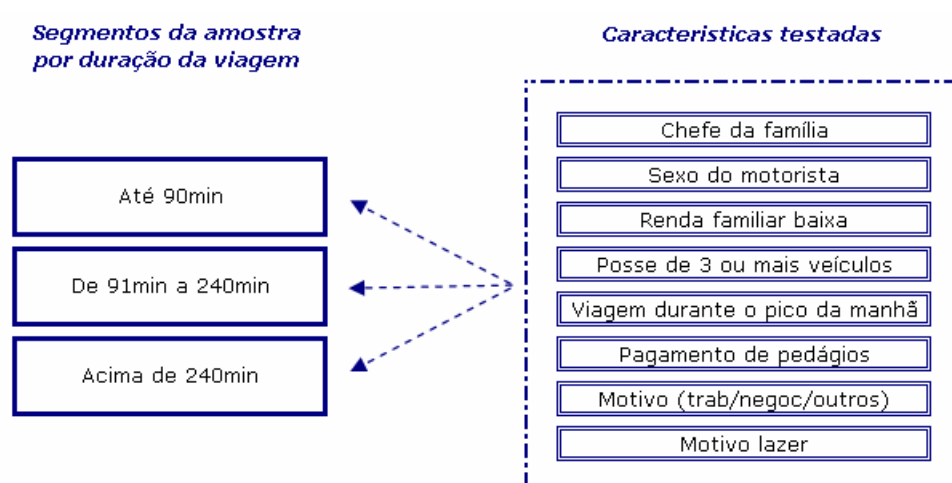 Segmentos da amostra
por duração da viagem
Caracteristicas testadas
Até 90min
De 91min a 240min
Acima de 240min
Chefe da família
Sexo do motorista
Renda familiar baixa
Posse de 3 ou mais veículos
Viagem durante o pico da manhã
Pagamento de pedágios
Motivo (trab/negoc/outros)
Motivo lazer